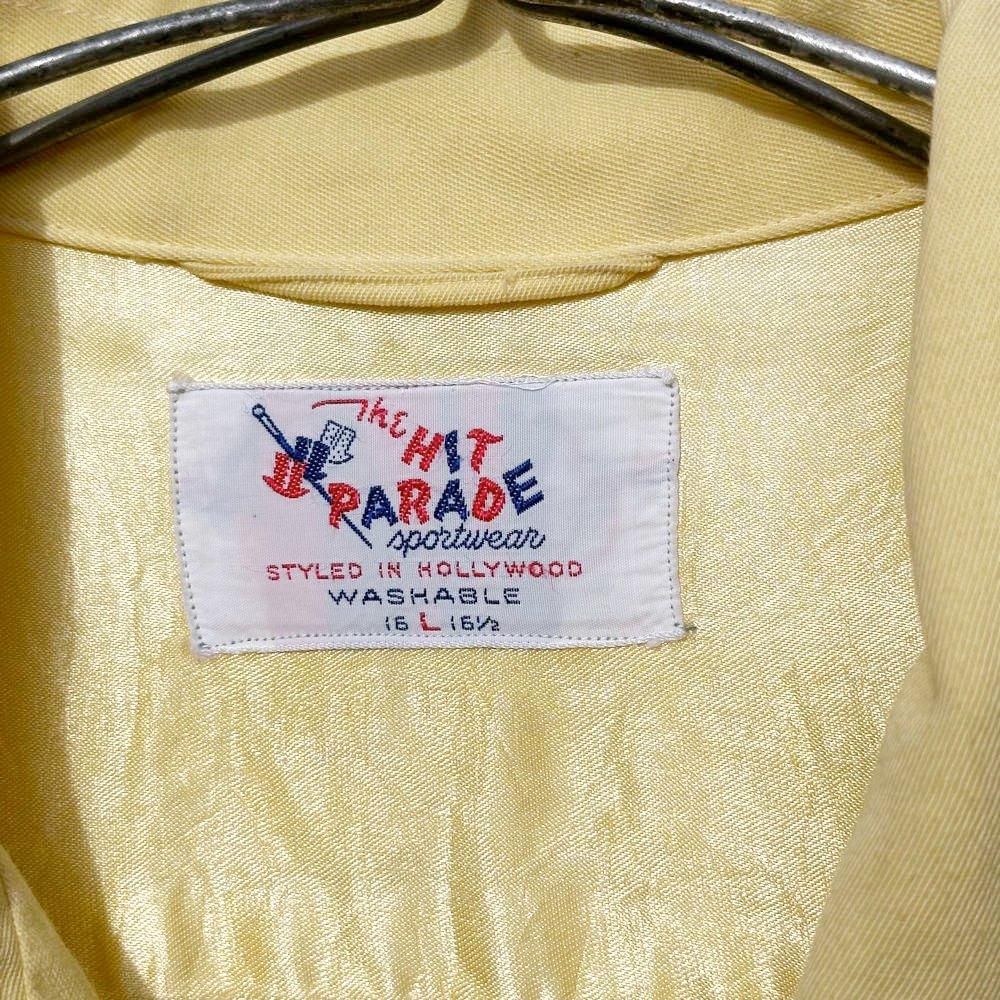 The
HIT
PARADE
sportwear
STYLED IN HOLLYWOOD
WASHABLE
16 L 16½